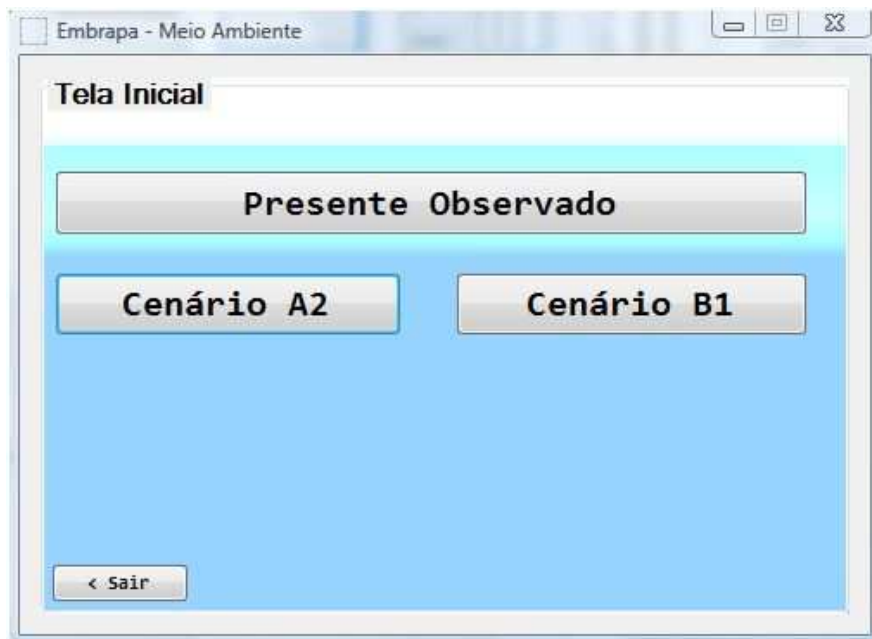 Embrapa - Meio Ambiente
Tela Inicial
Presente Observado
Cenário A2 Cenário B1
< Sair